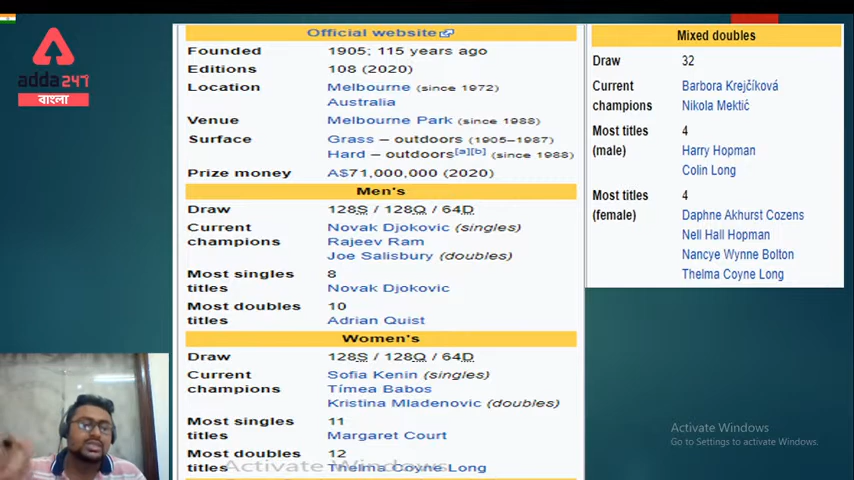 adda247
বাংলা
Official website
Founded 1905; 115 years ago
Editions 108 (2020)
Location Melbourne (since 1972)
Australia
Venue Melbourne Park (since 1988)
Surface Grass – outdoors (1905–1987)
Hard – outdoors[a][b] (since 1988)
Prize money A$71,000,000 (2020)
Men's
Draw 128S / 128Q / 64D
Current champions Novak Djokovic (singles)
Rajeev Ram
Joe Salisbury (doubles)
Most singles titles 8
Novak Djokovic
Most doubles titles 10
Adrian Quist
Women's
Draw 128S / 128Q / 64D
Current champions Sofia Kenin (singles)
Tímea Babos
Kristina Mladenovic (doubles)
Most singles titles 11
Margaret Court
Most doubles titles 12
Thelma Coyne Long
Mixed doubles
Draw 32
Current champions Barbora Krejčíková
Nikola Mektić
Most titles (male) 4
Harry Hopman
Colin Long
Most titles (female) 4
Daphne Akhurst Cozens
Nell Hall Hopman
Nancye Wynne Bolton
Thelma Coyne Long
Activate Windows
Go to Settings to activate Windows.
Activate Windows